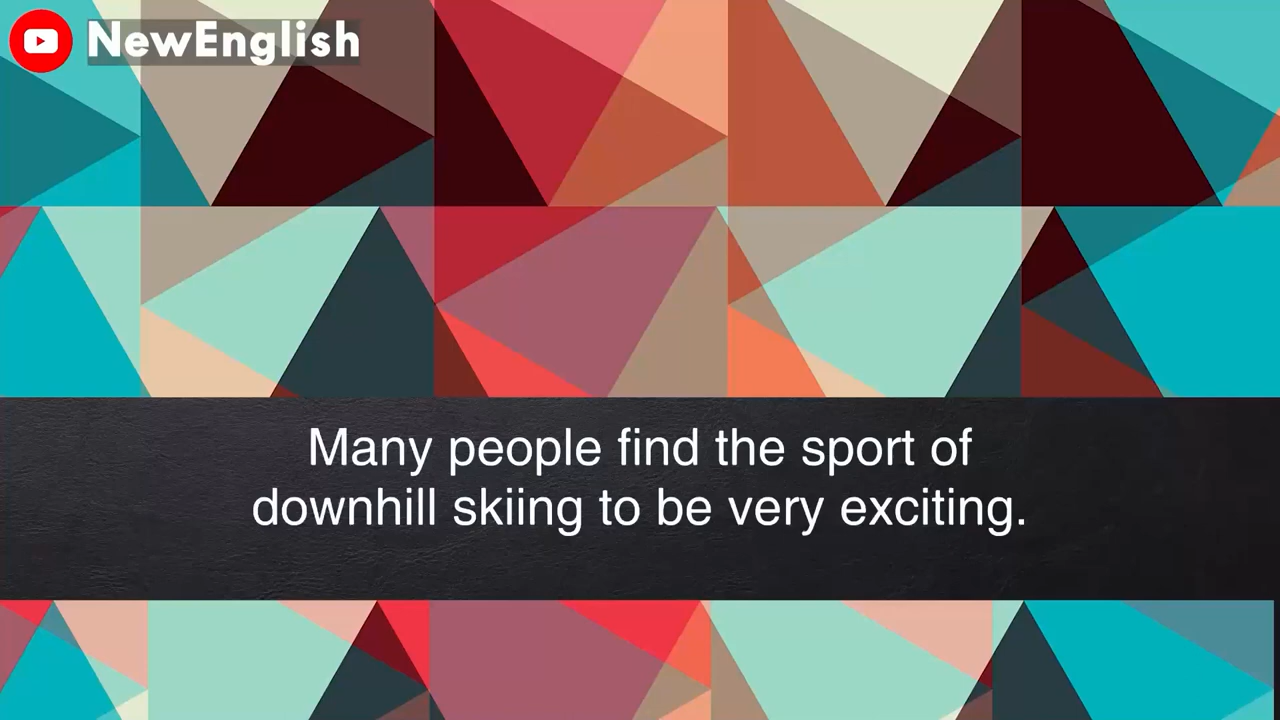 NewEnglish
Many people find the sport of
downhill skiing to be very exciting.